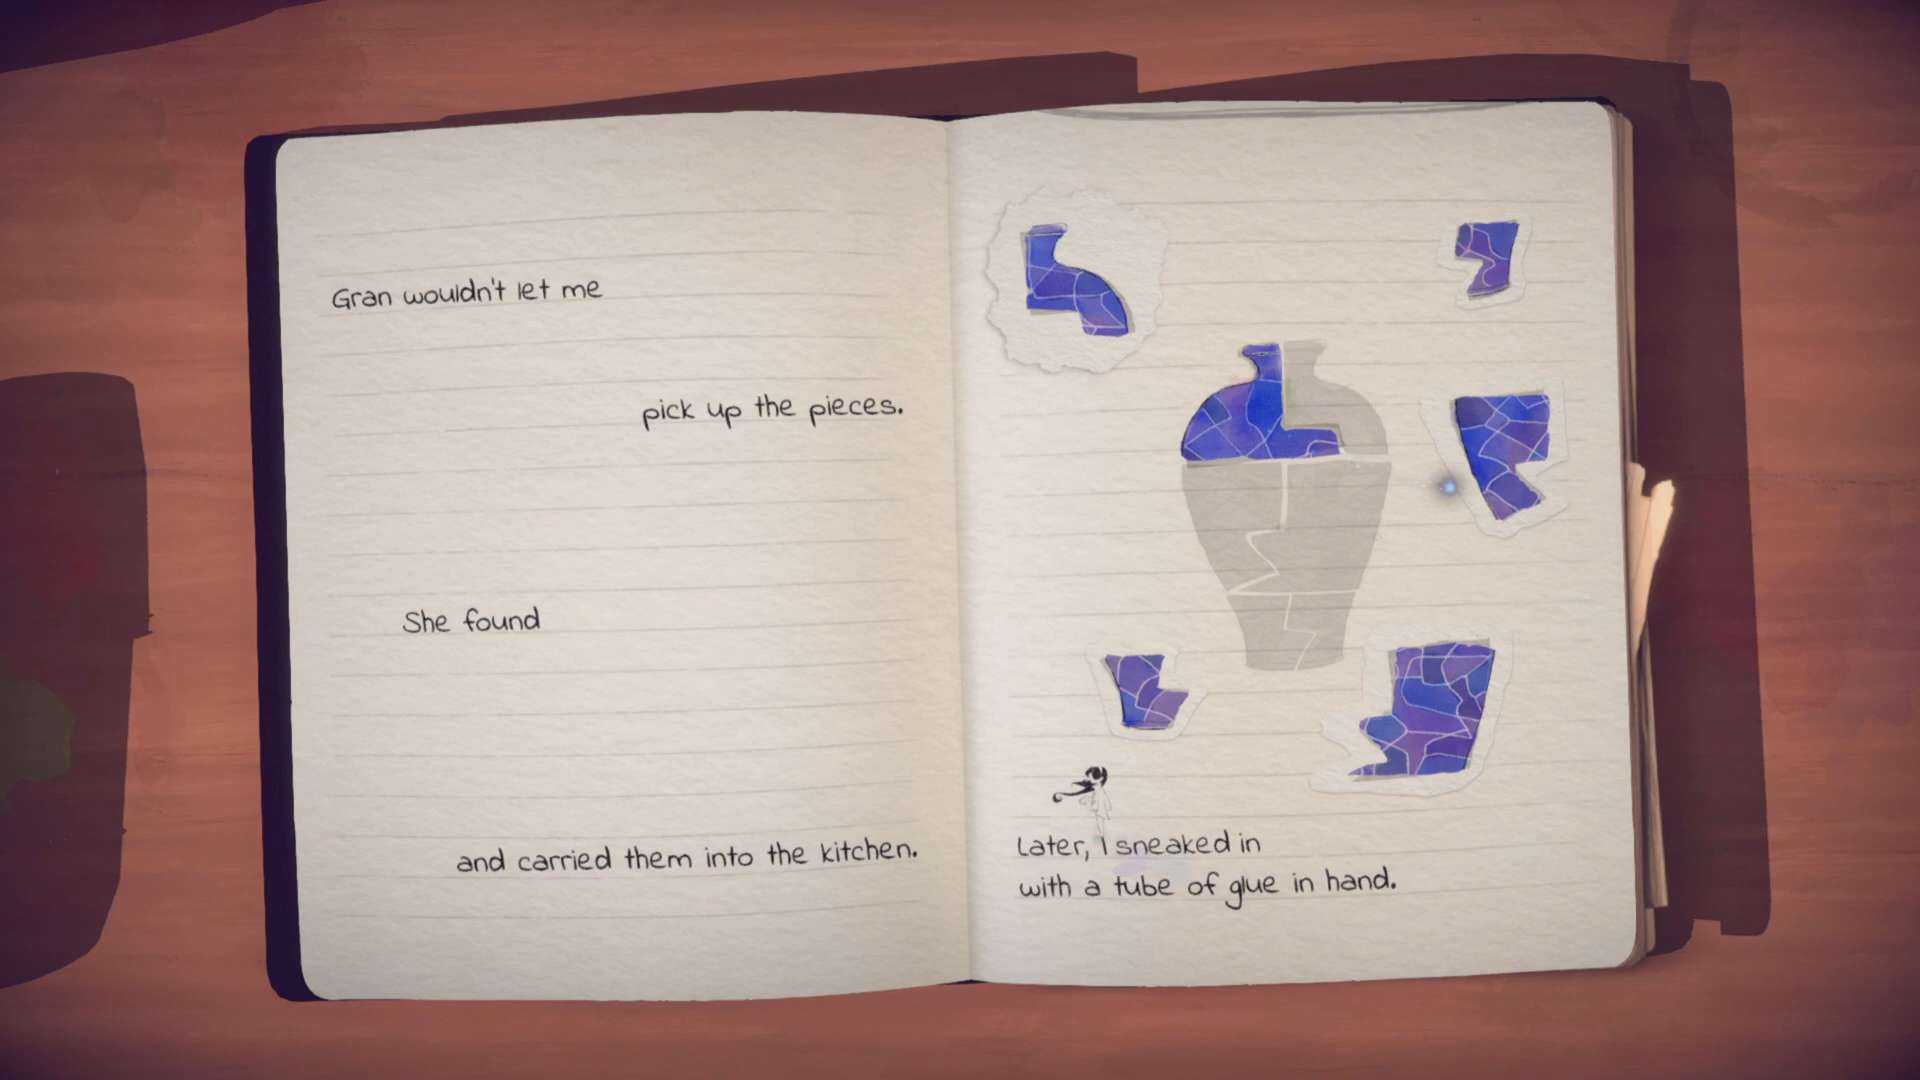 Gran wouldn't let me
pick up the pieces.
She found
and carried them into the kitchen.
Later, I sneaked in
with a tube of glue in hand.